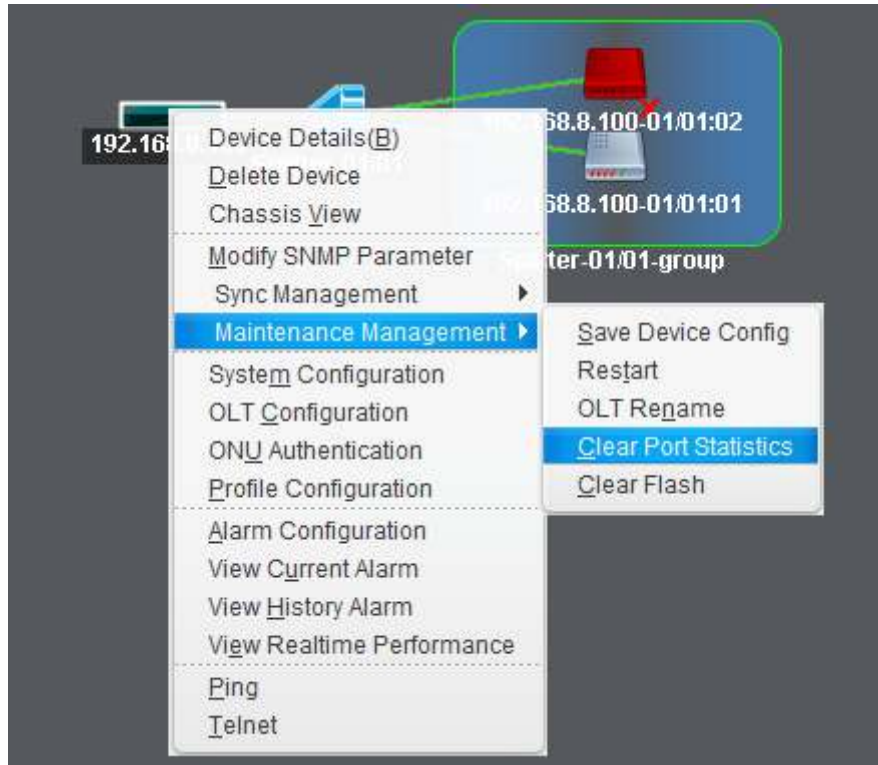 68.8.100-01/01:02
192.16
68.8.100-01/01:01
ter-01/01-group
Device Details(B)
Delete Device
Chassis View
Modify SNMP Parameter
Sync Management
Maintenance Management
System Configuration
OLT Configuration
ONU Authentication
Profile Configuration
Alarm Configuration
View Current Alarm
View History Alarm
View Realtime Performance
Ping
Telnet
Save Device Config
Restart
OLT Rename
Clear Port Statistics
Clear Flash